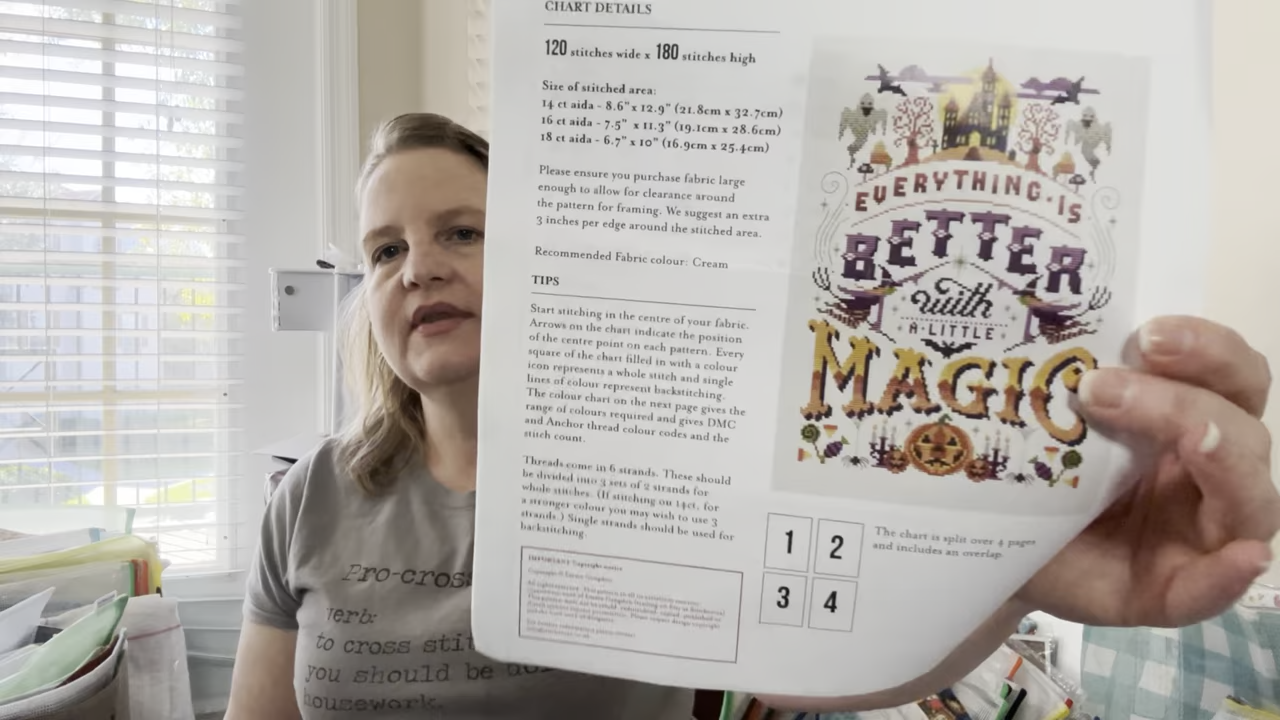 CHART DETAILS
120 stitches wide x 180 stitches high
Size of stitched area:
14 ct aida - 8.6" x 12.9" (21.8cm x 32.7cm)
16 ct aida - 7.5" x 11.3" (19.1cm x 28.6cm)
18 ct aida - 6.7" x 10" (16.9cm x 25.4cm)
Please ensure you purchase fabric large
enough to allow for clearance around
the pattern for framing. We suggest an extra
3 inches per edge around the stitched area.
Recommended Fabric colour: Cream
TIPS
Start stitching in the centre of your fabric.
Arrows on the chart indicate the position
of the centre point on each pattern. Every
square of the chart filled in with a colour
icon represents a whole stitch and single
lines of colour represent backstitching.
The colour chart on the next page gives the
range of colours required and gives DMC
and Anchor thread colour codes and the
stitch count.
Threads come in 6 strands. These should
be divided into 3 sets of 2 strands for
whole stitches. (If stitching on 14ct, for
a stronger colour you may wish to use 3
strands.) Single strands should be used for
backstitching.
IMPORTANT Copyright notice
EVERYTHING·IS
BETTER
with
A·LITTLE
MAGIC
1 2
3 4
The chart is split over 4 pages
and includes an overlap.
Pro-cros
Verb:
to cross stit
you should be doi
housework.